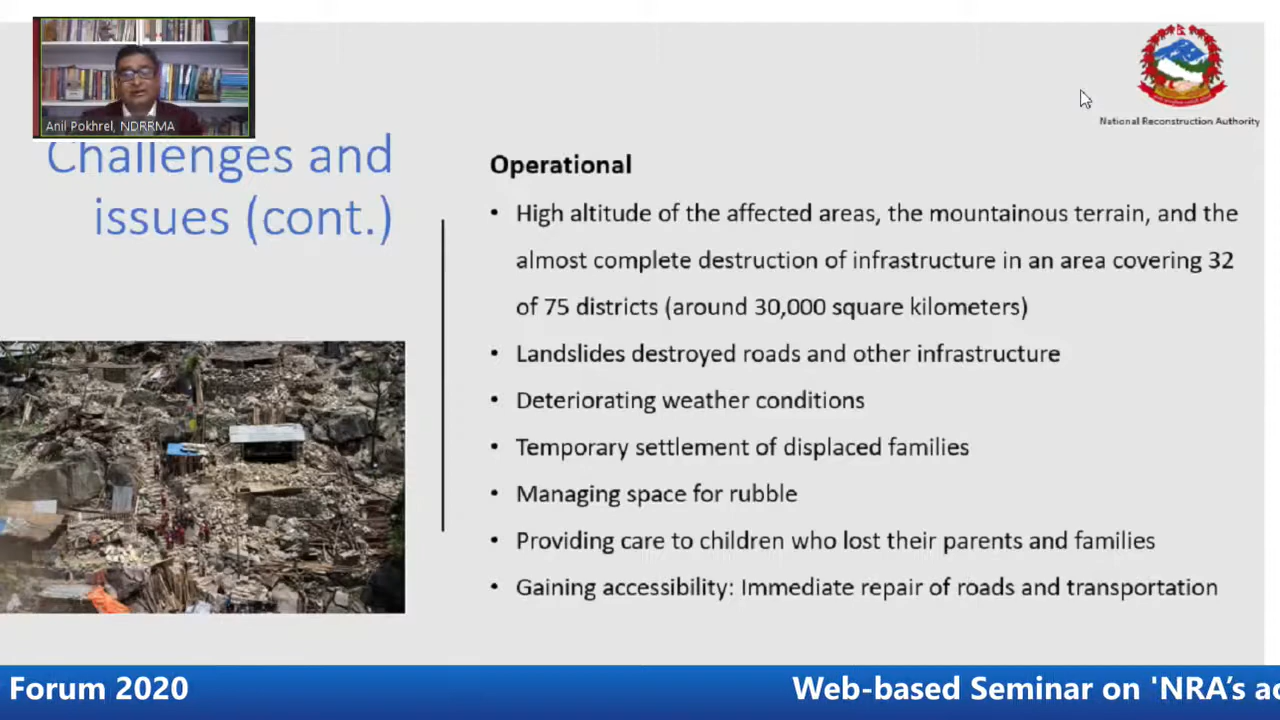 Anil Pokhrel, NDRRMA
National Reconstruction Authority
Challenges and
issues (cont.)
Operational
• High altitude of the affected areas, the mountainous terrain, and the
almost complete destruction of infrastructure in an area covering 32
of 75 districts (around 30,000 square kilometers)
• Landslides destroyed roads and other infrastructure
• Deteriorating weather conditions
• Temporary settlement of displaced families
• Managing space for rubble
• Providing care to children who lost their parents and families
• Gaining accessibility: Immediate repair of roads and transportation
Forum 2020
Web-based Seminar on 'NRA’s